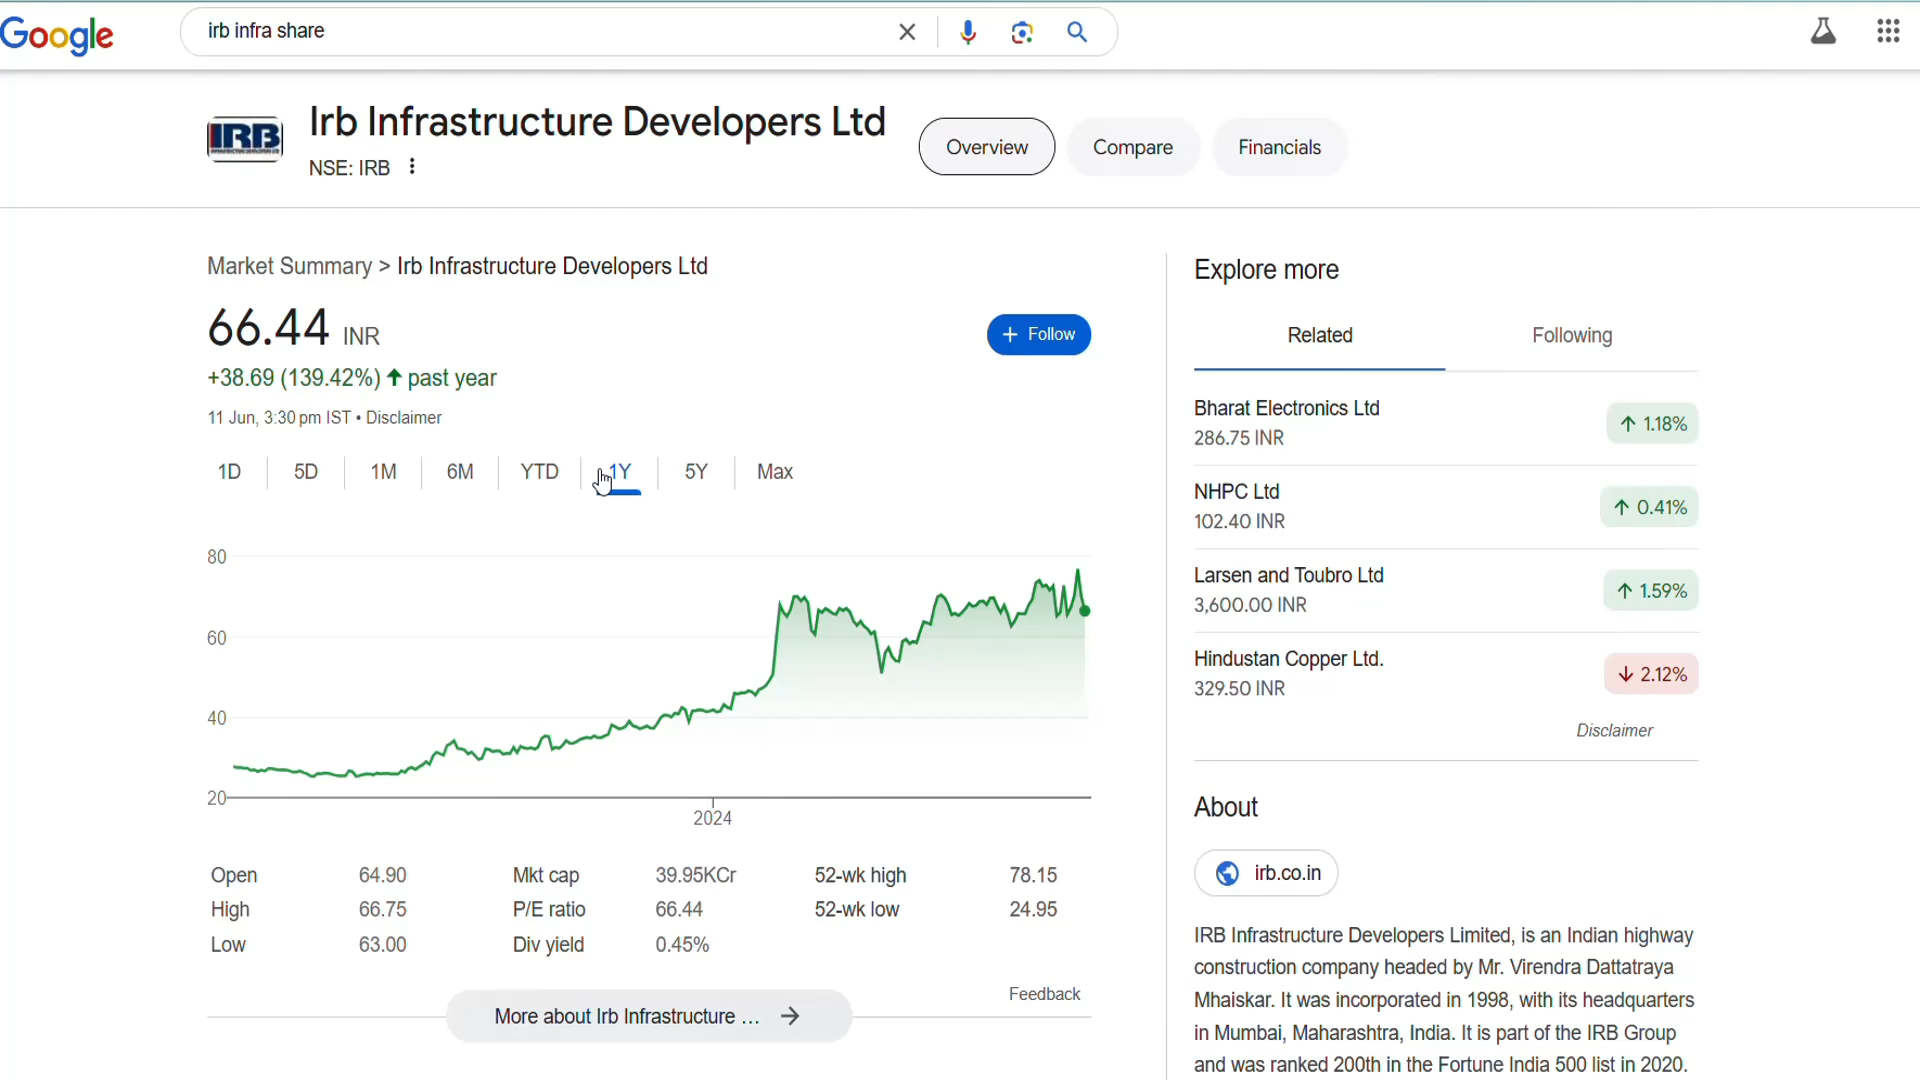 Google
irb infra share
IRB
Irb Infrastructure Developers Ltd
NSE: IRB
Overview
Compare
Financials
Market Summary > Irb Infrastructure Developers Ltd
66.44 INR
+ Follow
+38.69 (139.42%) ↑ past year
11 Jun, 3:30 pm IST • Disclaimer
1D 5D 1M 6M YTD 1Y 5Y Max
80
60
40
20
2024
Open 64.90 Mkt cap 39.95KCr 52-wk high 78.15
High 66.75 P/E ratio 66.44 52-wk low 24.95
Low 63.00 Div yield 0.45%
Feedback
More about Irb Infrastructure ... →
Explore more
Related Following
Bharat Electronics Ltd
286.75 INR
↑ 1.18%
NHPC Ltd
102.40 INR
↑ 0.41%
Larsen and Toubro Ltd
3,600.00 INR
↑ 1.59%
Hindustan Copper Ltd.
329.50 INR
↓ 2.12%
Disclaimer
About
irb.co.in
IRB Infrastructure Developers Limited, is an Indian highway
construction company headed by Mr. Virendra Dattatraya
Mhaiskar. It was incorporated in 1998, with its headquarters
in Mumbai, Maharashtra, India. It is part of the IRB Group
and was ranked 200th in the Fortune India 500 list in 2020.